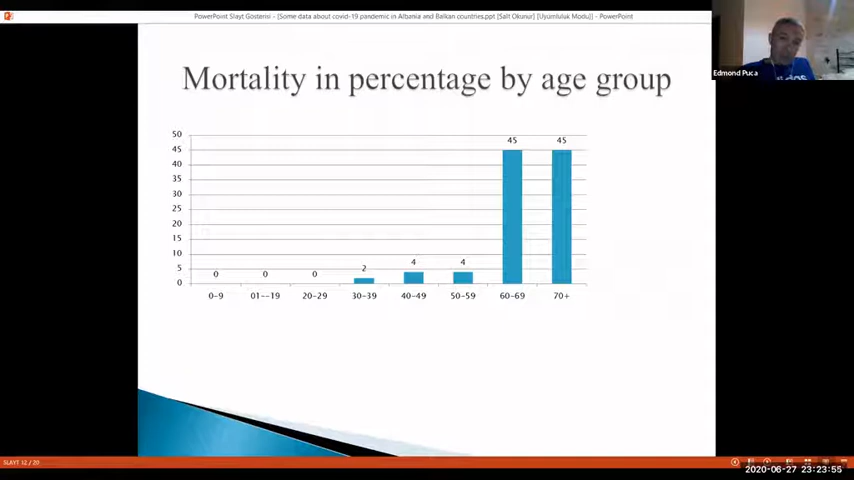 PowerPoint Slayt Gösterisi - [Some data about covid-19 pandemic in Albania and Balkan countries.ppt [Salt Okunur] [Uyumluluk Modu]] - PowerPoint
Edmond Puca
Mortality in percentage by age group
50
45
40
35
30
25
20
15
10
5
0
0 0 0 2 4 4 45 45
0-9 01--19 20-29 30-39 40-49 50-59 60-69 70+
SLAYT 12 / 20
2020-06-27 23:23:55